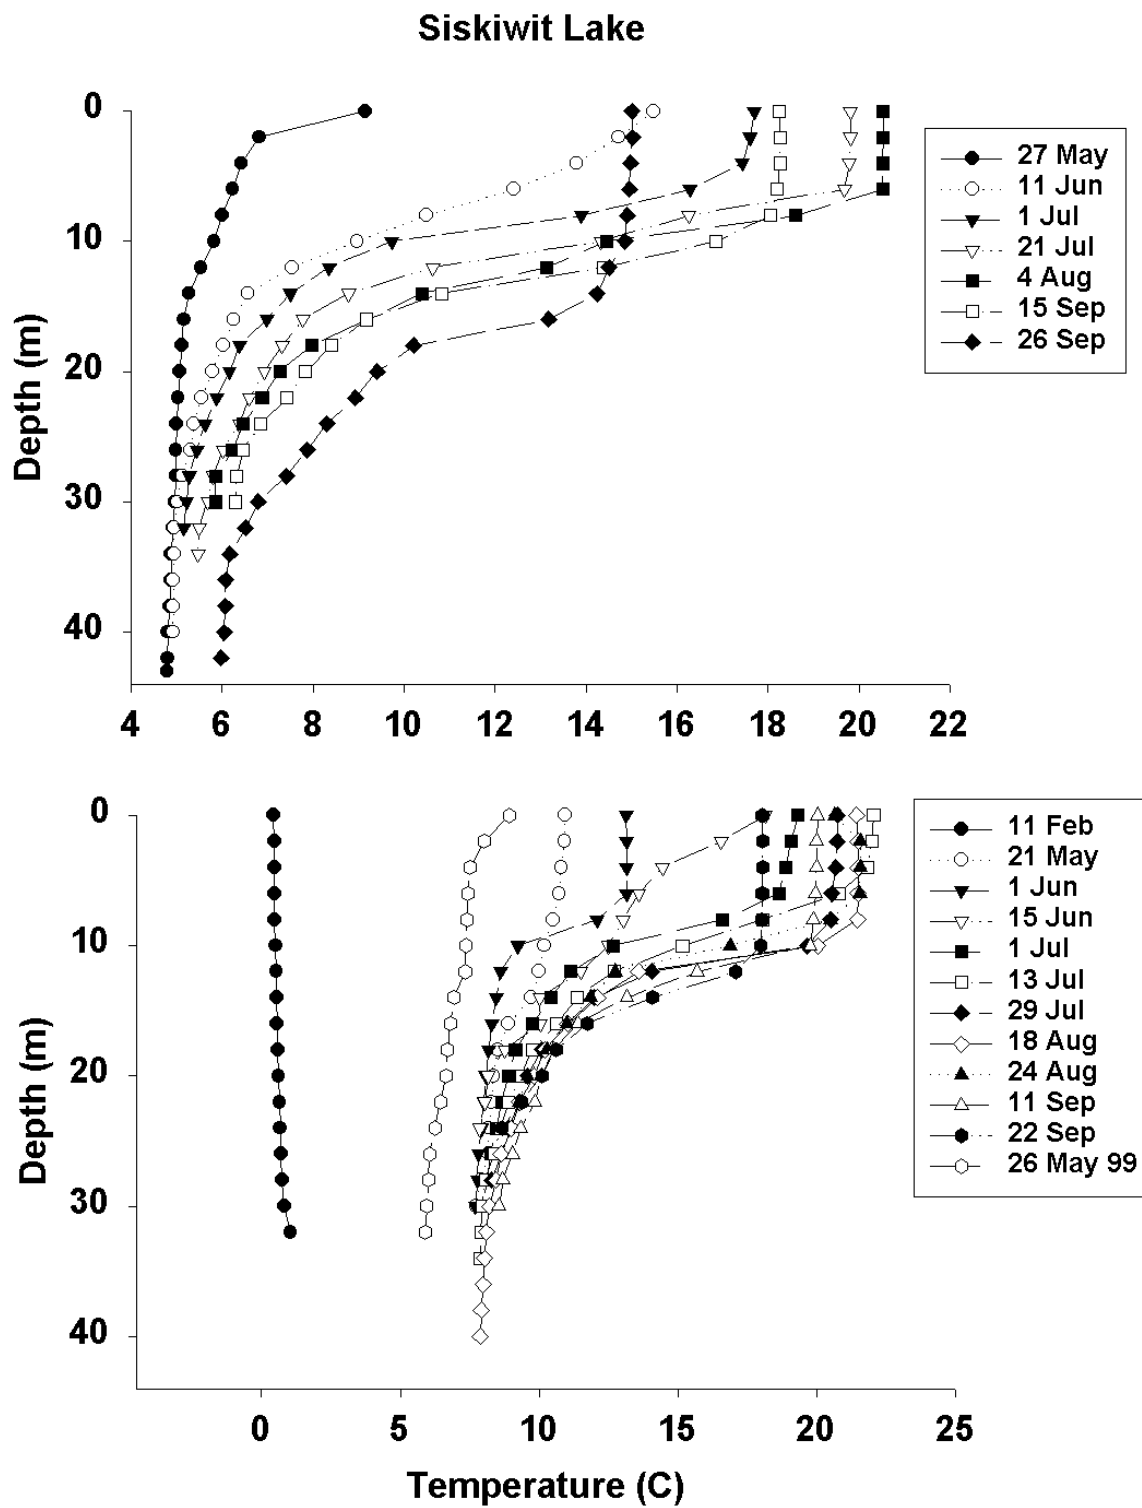 Siskiwit Lake
0
10
20
30
40
Depth (m)
4 6 8 10 12 14 16 18 20 22
27 May
11 Jun
1 Jul
21 Jul
4 Aug
15 Sep
26 Sep
0
10
20
30
40
Depth (m)
0 5 10 15 20 25
Temperature (C)
11 Feb
21 May
1 Jun
15 Jun
1 Jul
13 Jul
29 Jul
18 Aug
24 Aug
11 Sep
22 Sep
26 May 99